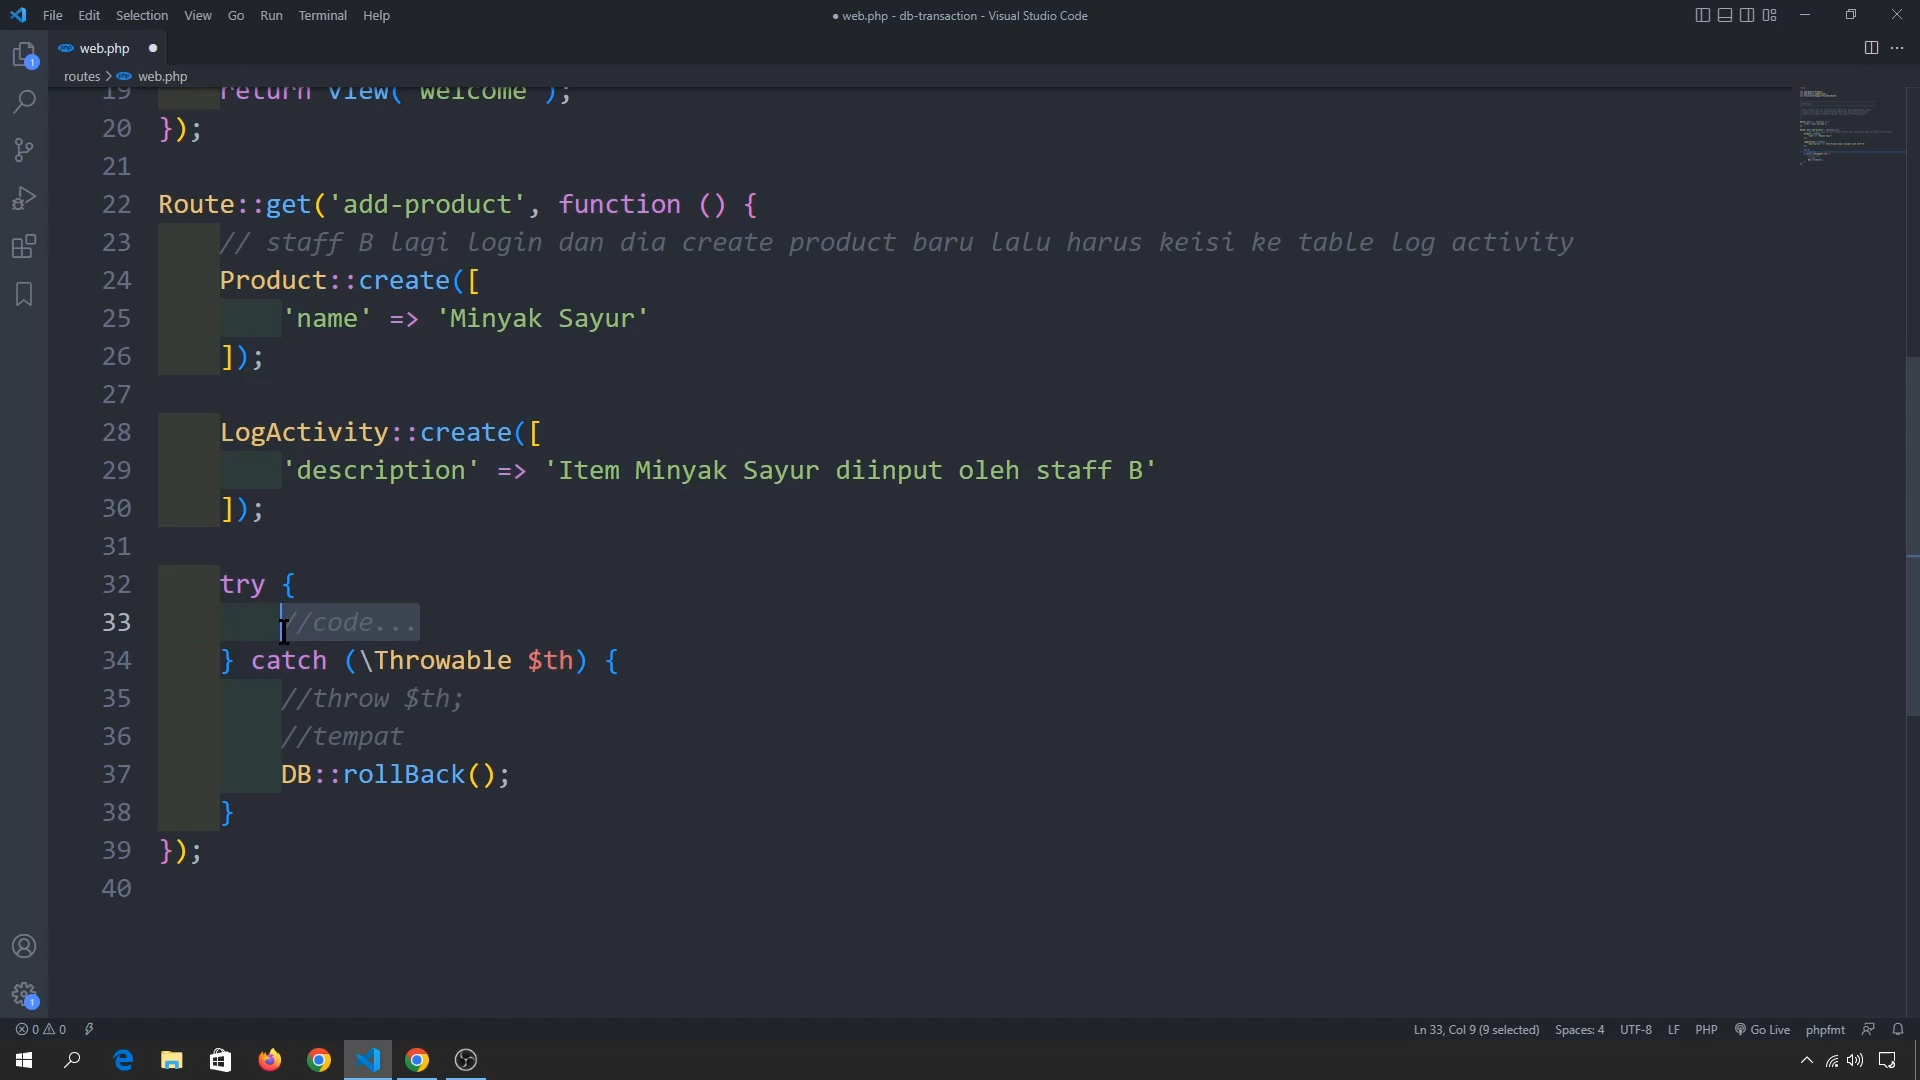 File Edit Selection View Go Run Terminal Help
● web.php - db-transaction - Visual Studio Code
web.php
routes > web.php
19 return view('welcome');
20 });
21
22 Route::get('add-product', function () {
23 // staff B lagi login dan dia create product baru lalu harus keisi ke table log activity
24 Product::create([
25 'name' => 'Minyak Sayur'
26 ]);
27
28 LogActivity::create([
29 'description' => 'Item Minyak Sayur diinput oleh staff B'
30 ]);
31
32 try {
33 //code...
34 } catch (\Throwable $th) {
35 //throw $th;
36 //tempat
37 DB::rollBack();
38 }
39 });
40
1
1
0 0 Ln 33, Col 9 (9 selected) Spaces: 4 UTF-8 LF PHP Go Live phpfmt